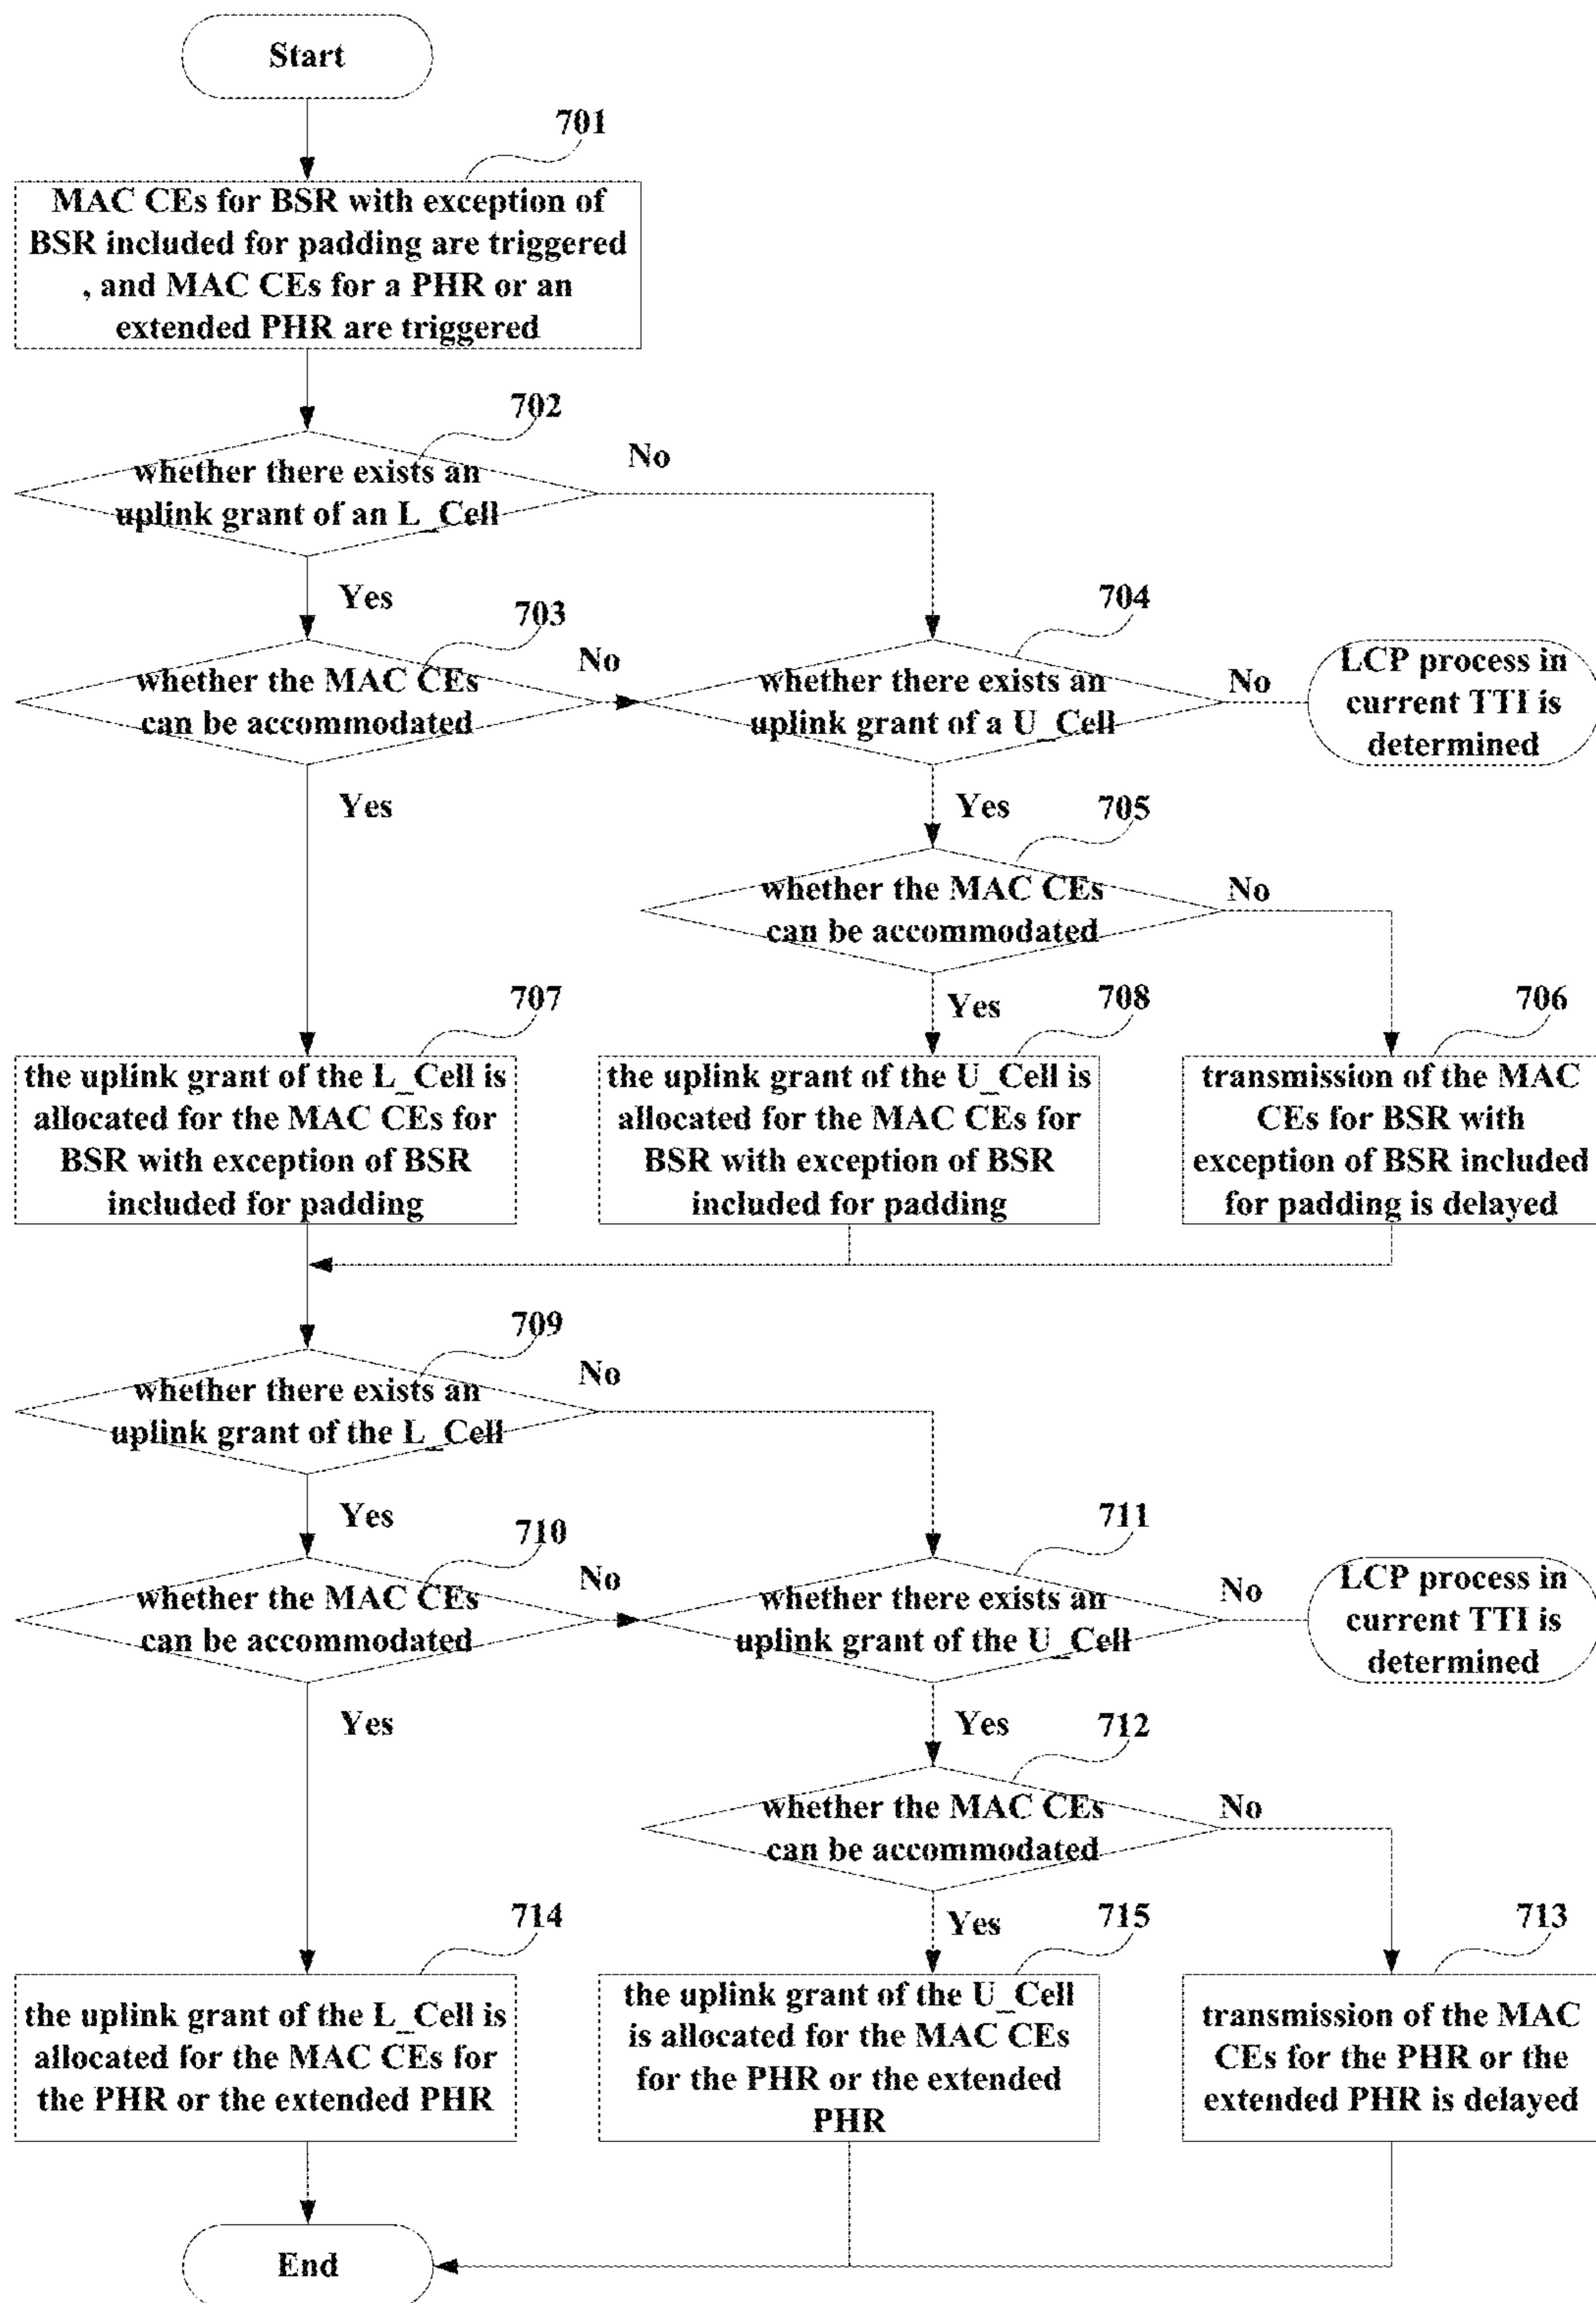 Start
701
MAC CEs for BSR with exception of
BSR included for padding are triggered
, and MAC CEs for a PHR or an
extended PHR are triggered
702
whether there exists an
uplink grant of an L_Cell
No
Yes
703
whether the MAC CEs
can be accommodated
No
704
whether there exists an
uplink grant of a U_Cell
No
LCP process in
current TTI is
determined
Yes
Yes
705
whether the MAC CEs
can be accommodated
No
Yes
707
the uplink grant of the L_Cell is
allocated for the MAC CEs for
BSR with exception of BSR
included for padding
708
the uplink grant of the U_Cell is
allocated for the MAC CEs for
BSR with exception of BSR
included for padding
706
transmission of the MAC
CEs for BSR with
exception of BSR included
for padding is delayed
709
whether there exists an
uplink grant of the L_Cell
No
Yes
710
whether the MAC CEs
can be accommodated
No
711
whether there exists an
uplink grant of the U_Cell
No
LCP process in
current TTI is
determined
Yes
Yes
712
whether the MAC CEs
can be accommodated
No
Yes
714
the uplink grant of the L_Cell is
allocated for the MAC CEs for
the PHR or the extended PHR
715
the uplink grant of the U_Cell
is allocated for the MAC CEs
for the PHR or the extended
PHR
713
transmission of the MAC
CEs for the PHR or the
extended PHR is delayed
End